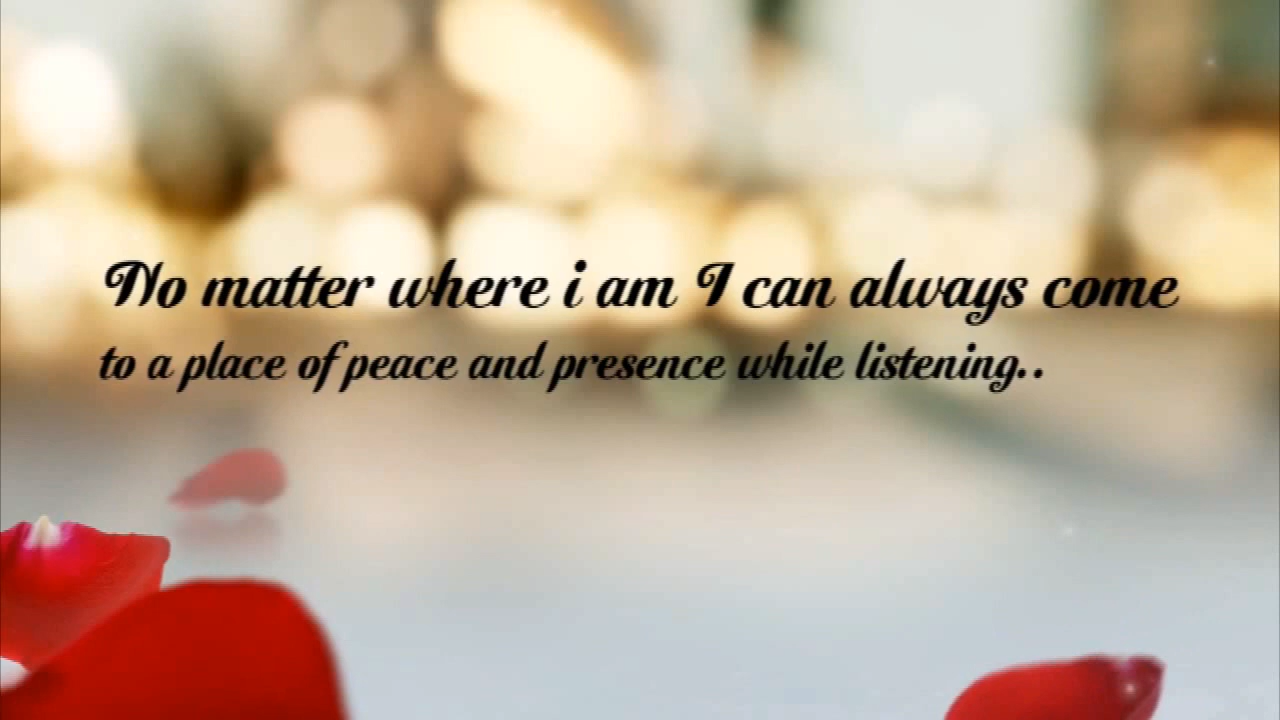 No matter where i am I can always come
to a place of peace and presence while listening..